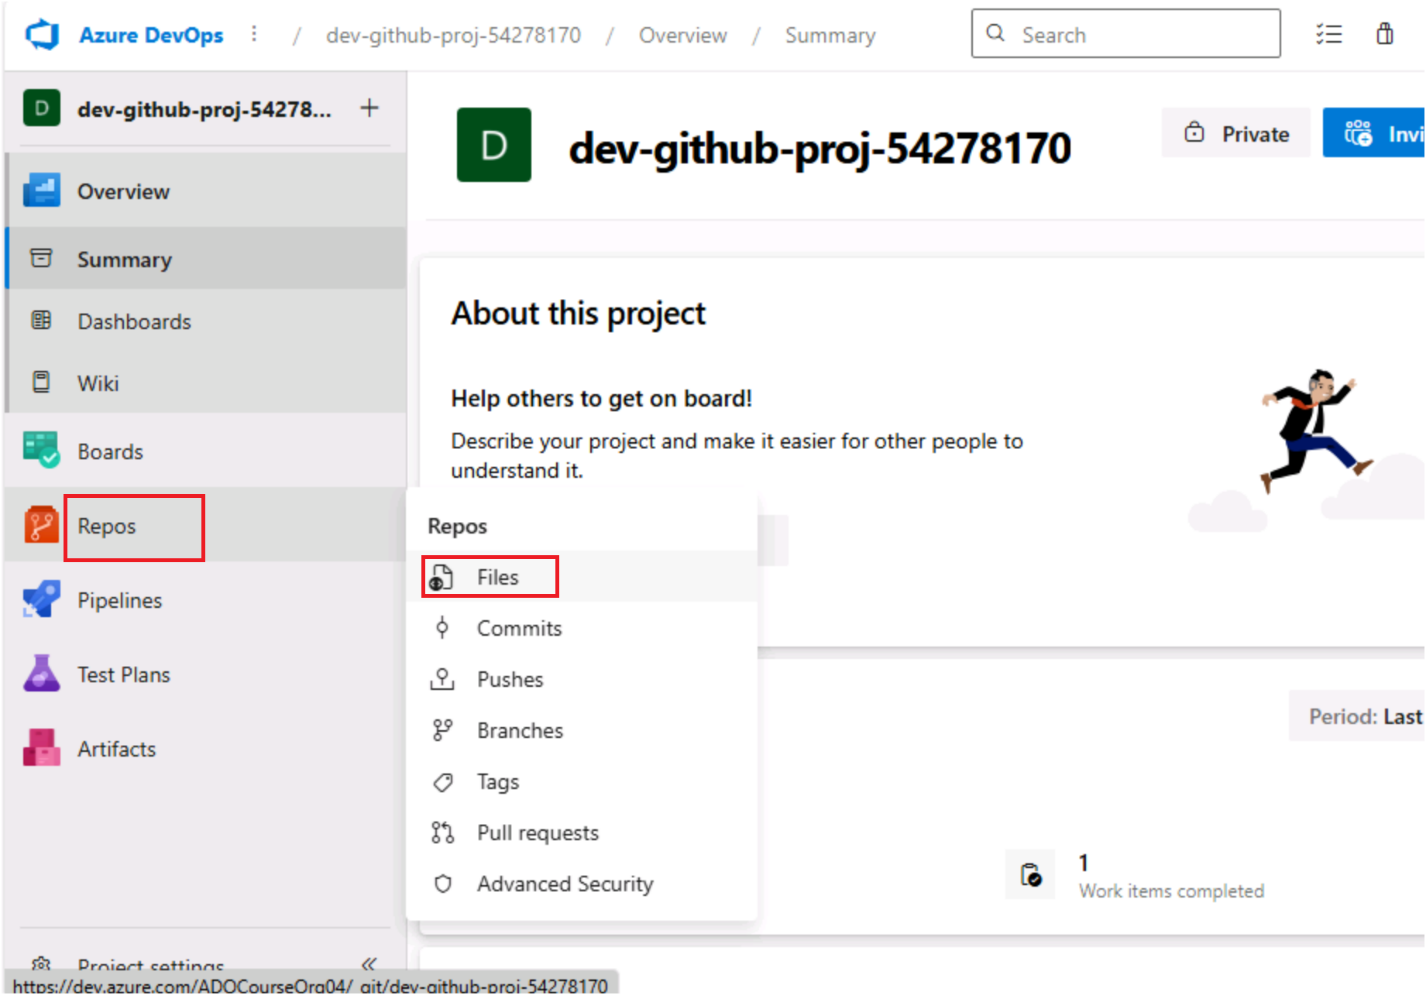 Azure DevOps / dev-github-proj-54278170 / Overview / Summary
Search
D dev-github-proj-54278...
Overview
Summary
Dashboards
Wiki
Boards
Repos
Pipelines
Test Plans
Artifacts
Project settings
https://dev.azure.com/ADOCourseOrg04/_git/dev-github-proj-54278170
D dev-github-proj-54278170
Private
Invi
About this project
Help others to get on board!
Describe your project and make it easier for other people to
understand it.
Repos
Files
Commits
Pushes
Branches
Tags
Pull requests
Advanced Security
Period: Last
1
Work items completed